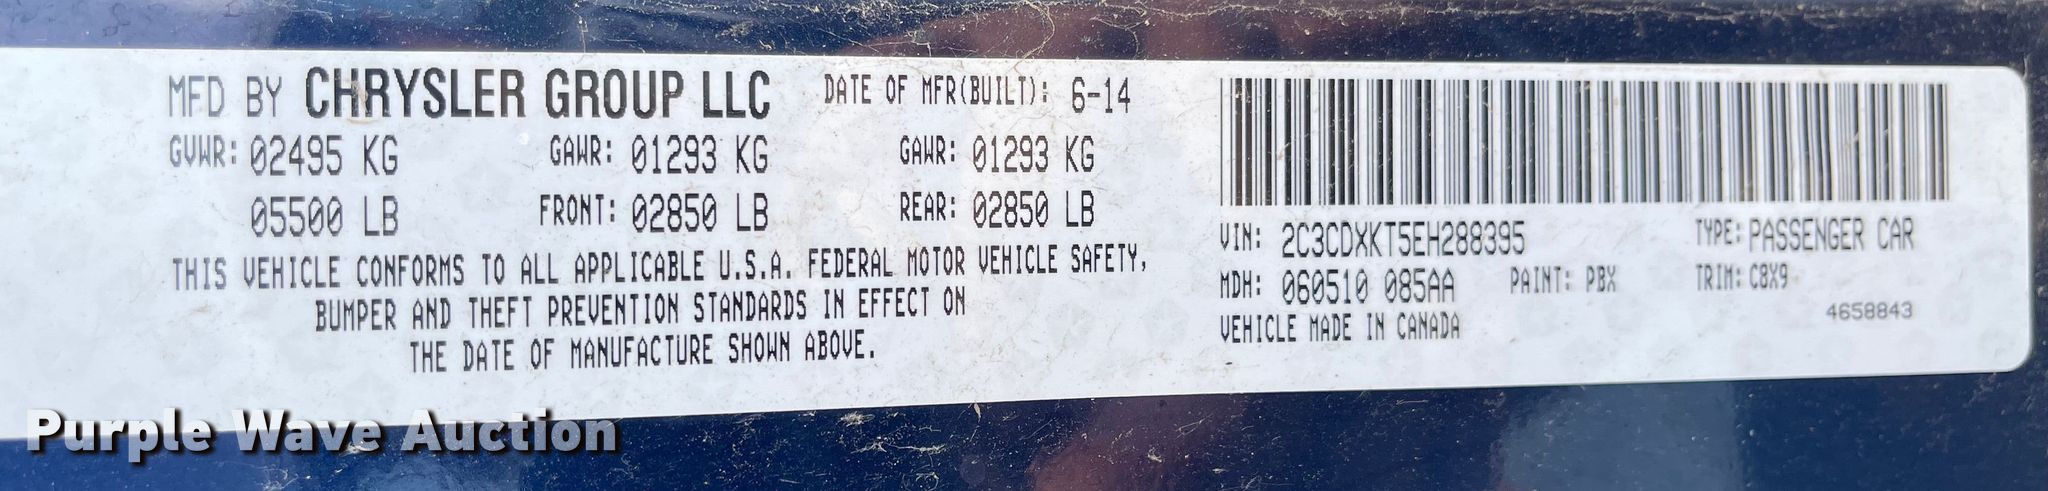 MFD BY CHRYSLER GROUP LLC DATE OF MFR(BUILT): 6-14
GVWR: 02495 KG GAWR: 01293 KG GAWR: 01293 KG
05500 LB FRONT: 02850 LB REAR: 02850 LB
THIS VEHICLE CONFORMS TO ALL APPLICABLE U.S.A. FEDERAL MOTOR VEHICLE SAFETY,
BUMPER AND THEFT PREVENTION STANDARDS IN EFFECT ON
THE DATE OF MANUFACTURE SHOWN ABOVE.
VIN: 2C3CDXKT5EH288395 TYPE: PASSENGER CAR
MDH: 060510 085AA PAINT: PBX TRIM: C8X9
VEHICLE MADE IN CANADA 4658843
Purple Wave Auction